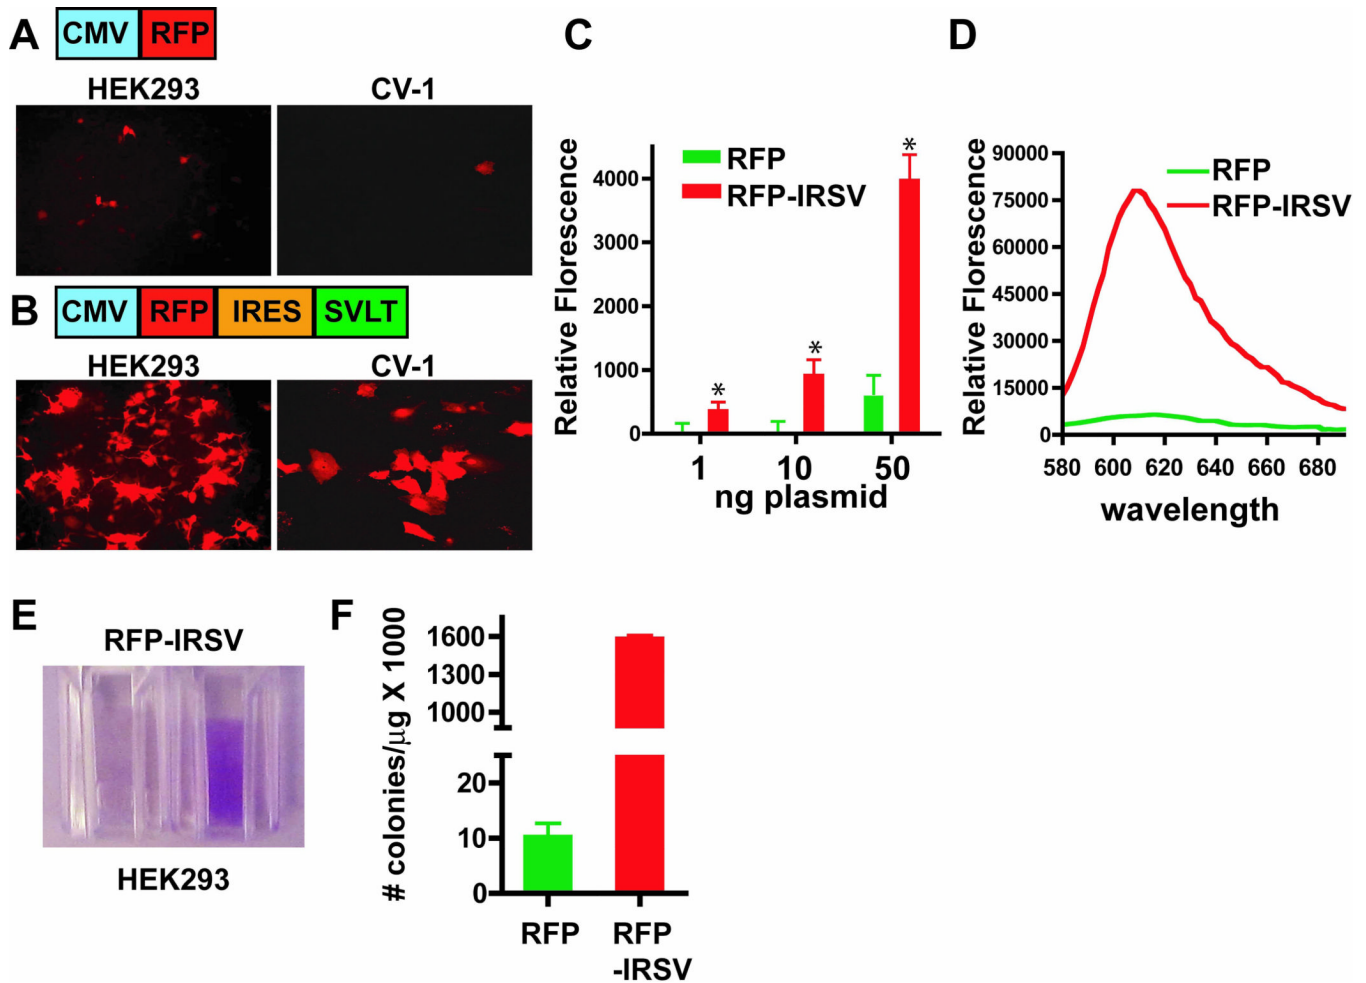 A
CMV RFP
HEK293 CV-1
B
CMV RFP IRES SVLT
HEK293 CV-1
C
Relative Florescence
4000
3000
2000
1000
0
RFP
RFP-IRSV
*
*
*
1 10 50
ng plasmid
D
Relative Florescence
90000
75000
60000
45000
30000
15000
0
RFP
RFP-IRSV
580 600 620 640 660 680
wavelength
E
RFP-IRSV
HEK293
F
# colonies/μg X 1000
1600
1300
1000
20
10
0
RFP RFP
-IRSV